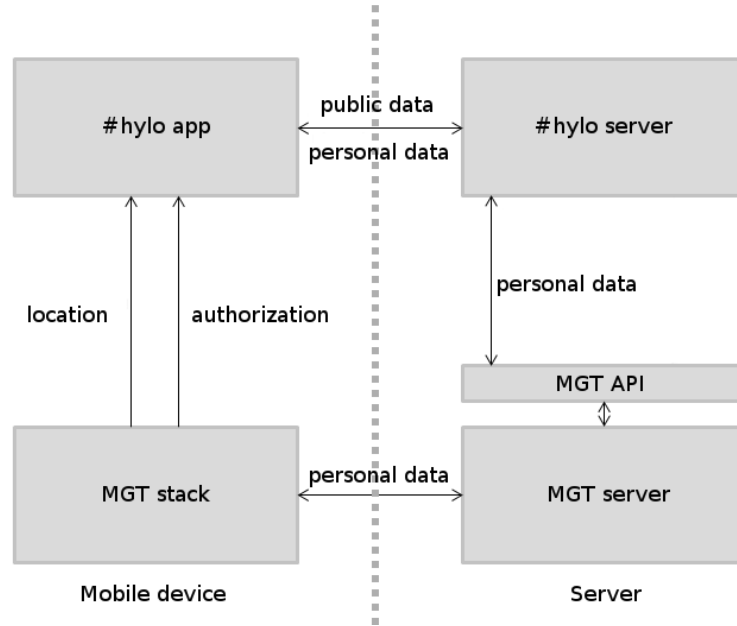 #hylo app
public data
personal data
#hylo server
location
authorization
personal data
MGT API
MGT stack
personal data
MGT server
Mobile device
Server